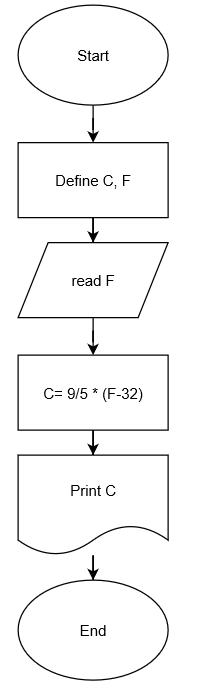 Start
Define C, F
read F
C= 9/5 * (F-32)
Print C
End